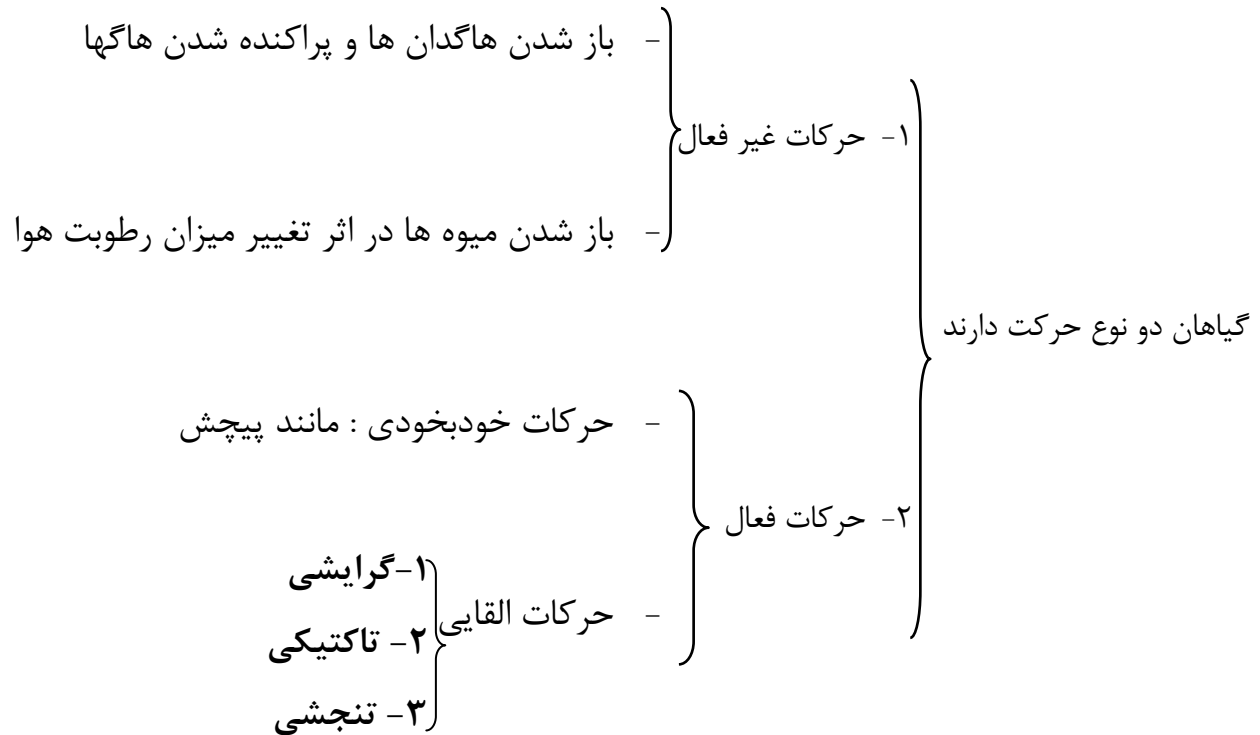 گیاهان دو نوع حرکت دارند
۱- حرکات غیر فعال
- باز شدن هاگدان ها و پراکنده شدن هاگها
- باز شدن میوه ها در اثر تغییر میزان رطوبت هوا
۲- حرکات فعال
- حرکات خودبخودی : مانند پیچش
- حرکات القایی
۱-گرایشی
۲- تاکتیکی
۳- تنجشی